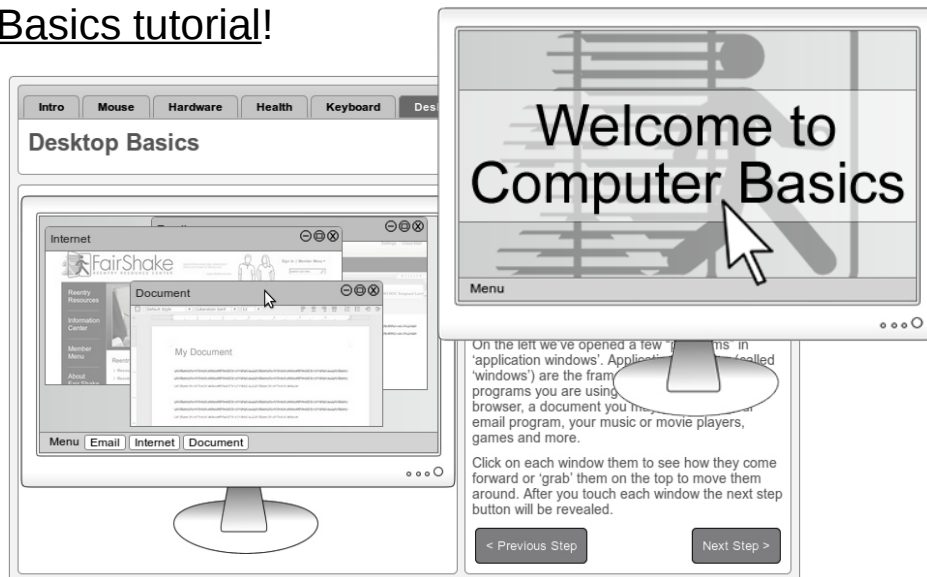 Basics tutorial!
Intro Mouse Hardware Health Keyboard
Desktop Basics
Welcome to
Computer Basics
Menu
Internet
FairShake
REENTRY RESOURCE CENTER
Reentry
Resources
Information
Center
Member
Menu
About
Fair Shake
Document
My Document
Menu Email Internet Document
On the left we've opened a few in
'application windows'. (called
'windows') are the
programs you are using
browser, a document you
email program, your music or movie players,
games and more.
Click on each window them to see how they come
forward or 'grab' them on the top to move them
around. After you touch each window the next step
button will be revealed.
< Previous Step Next Step >